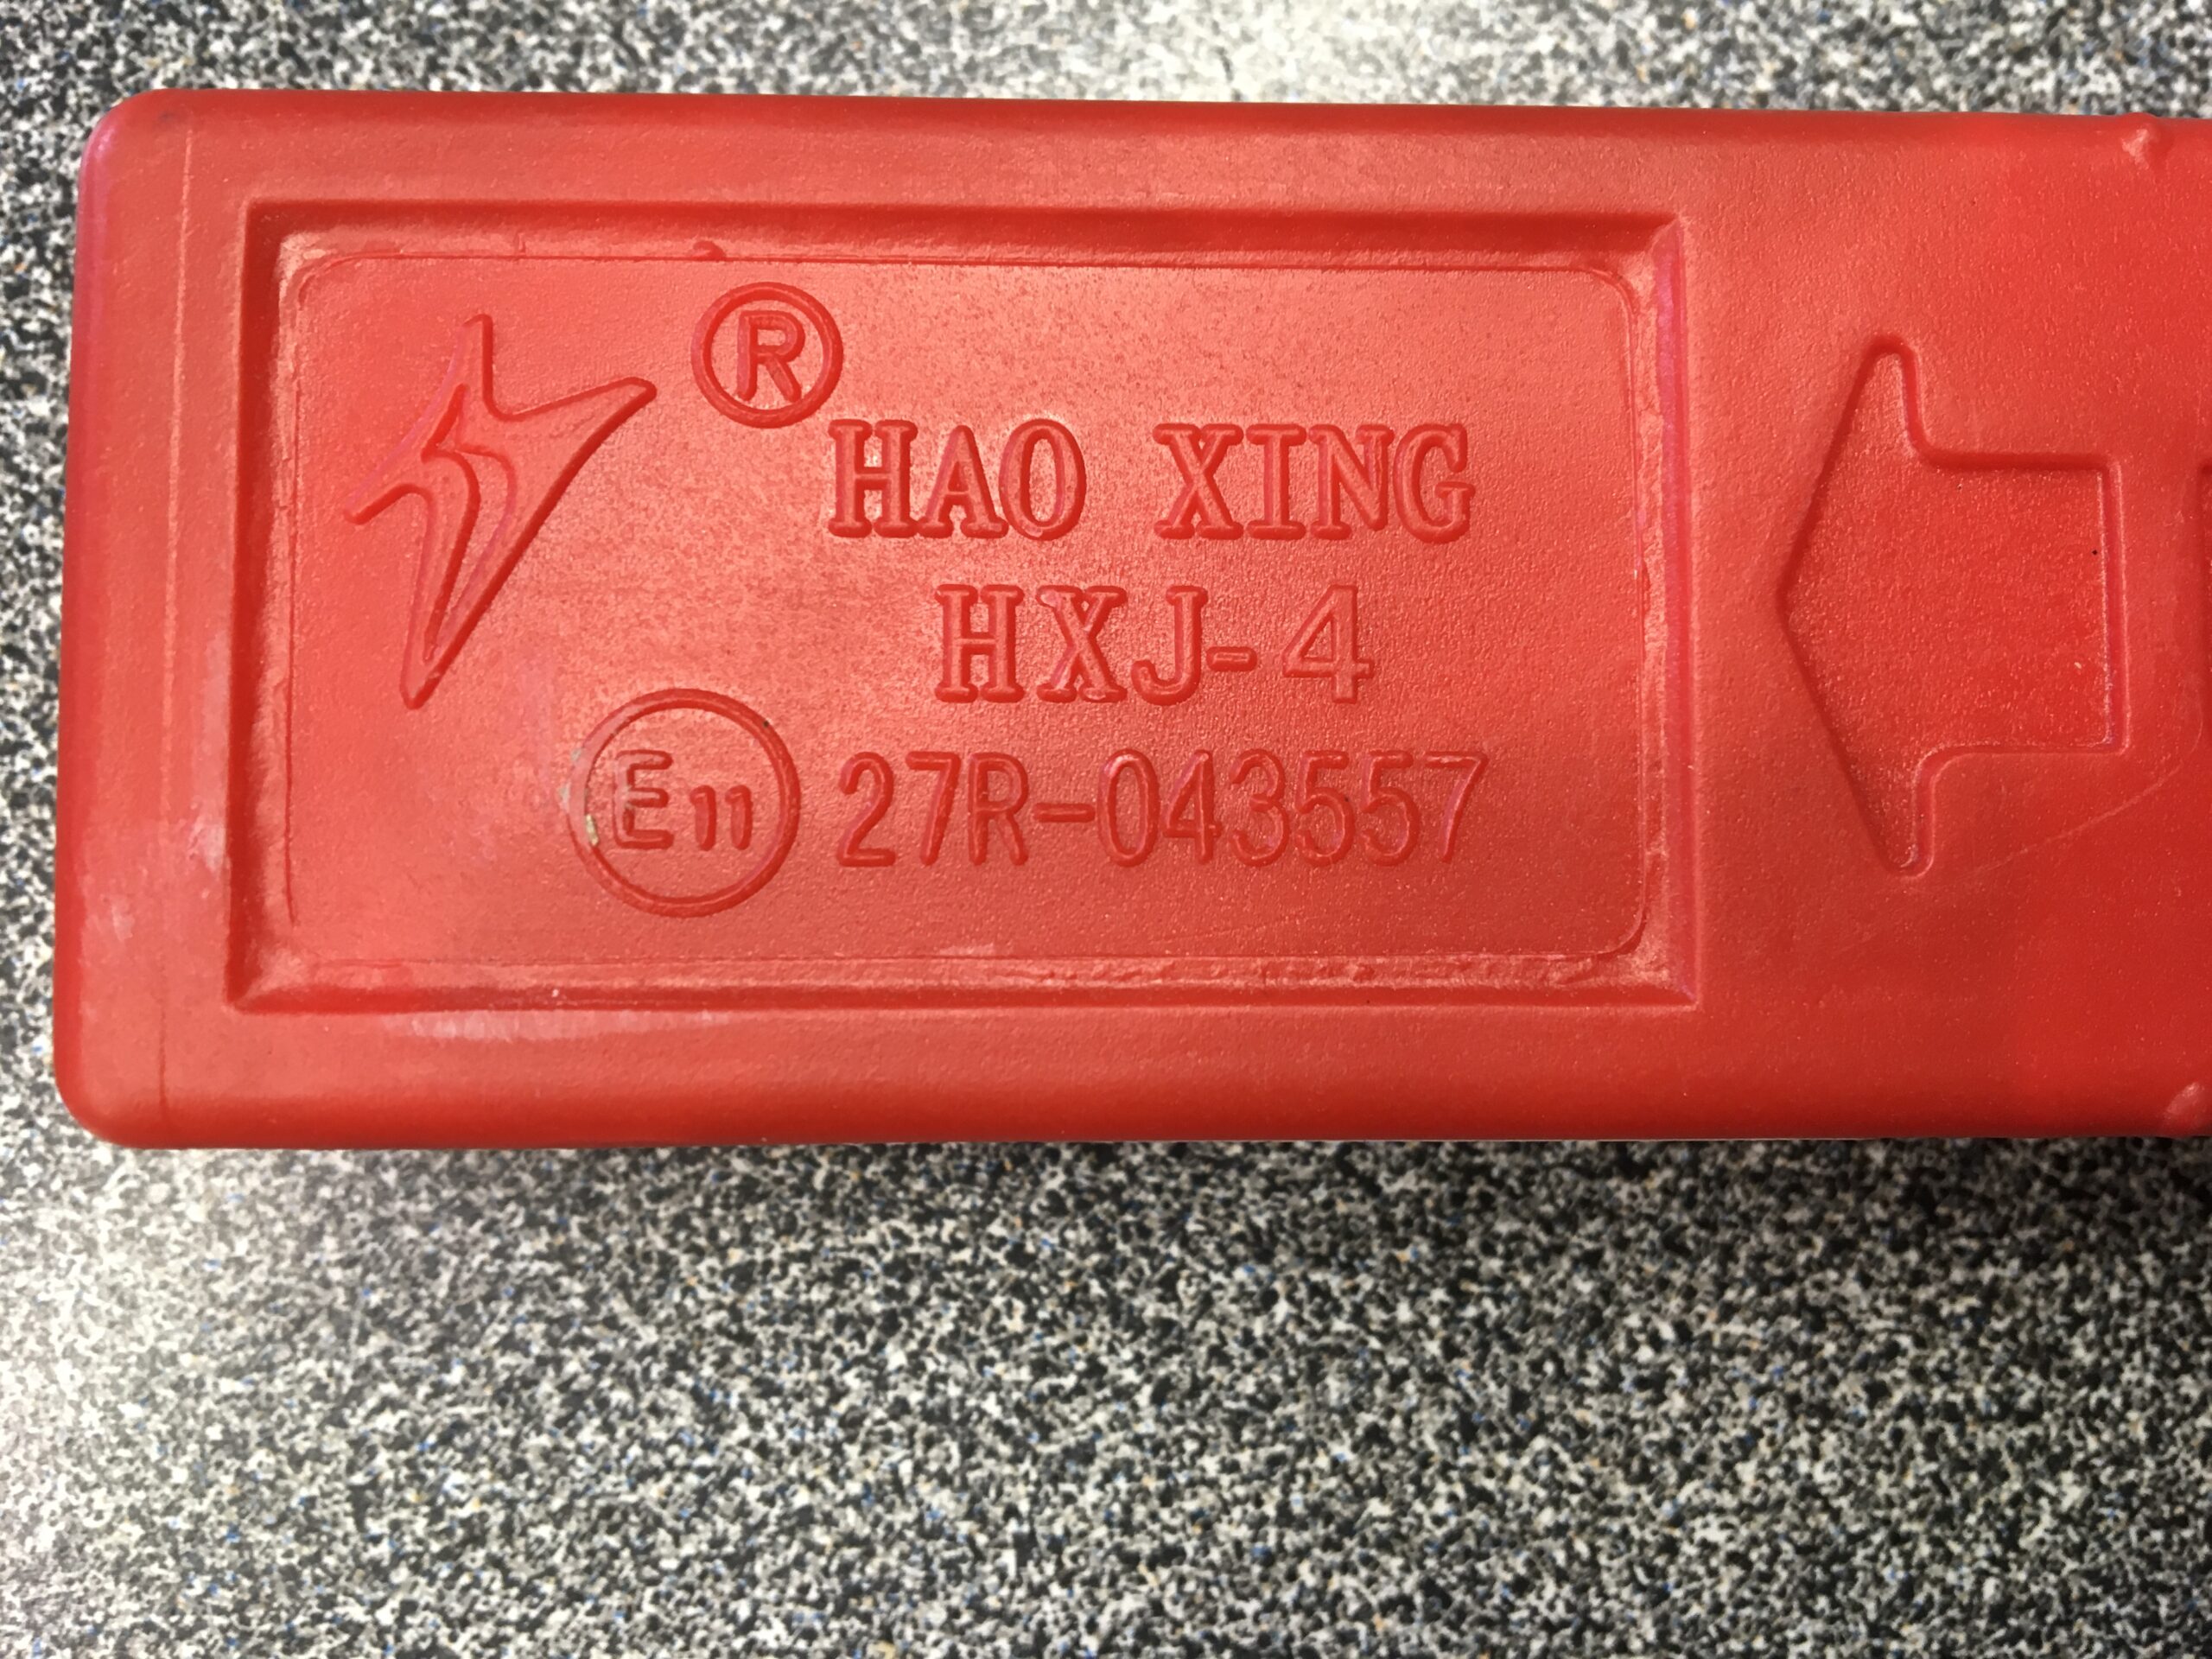 ®
HAO XING
HXJ-4
E11 27R-043557